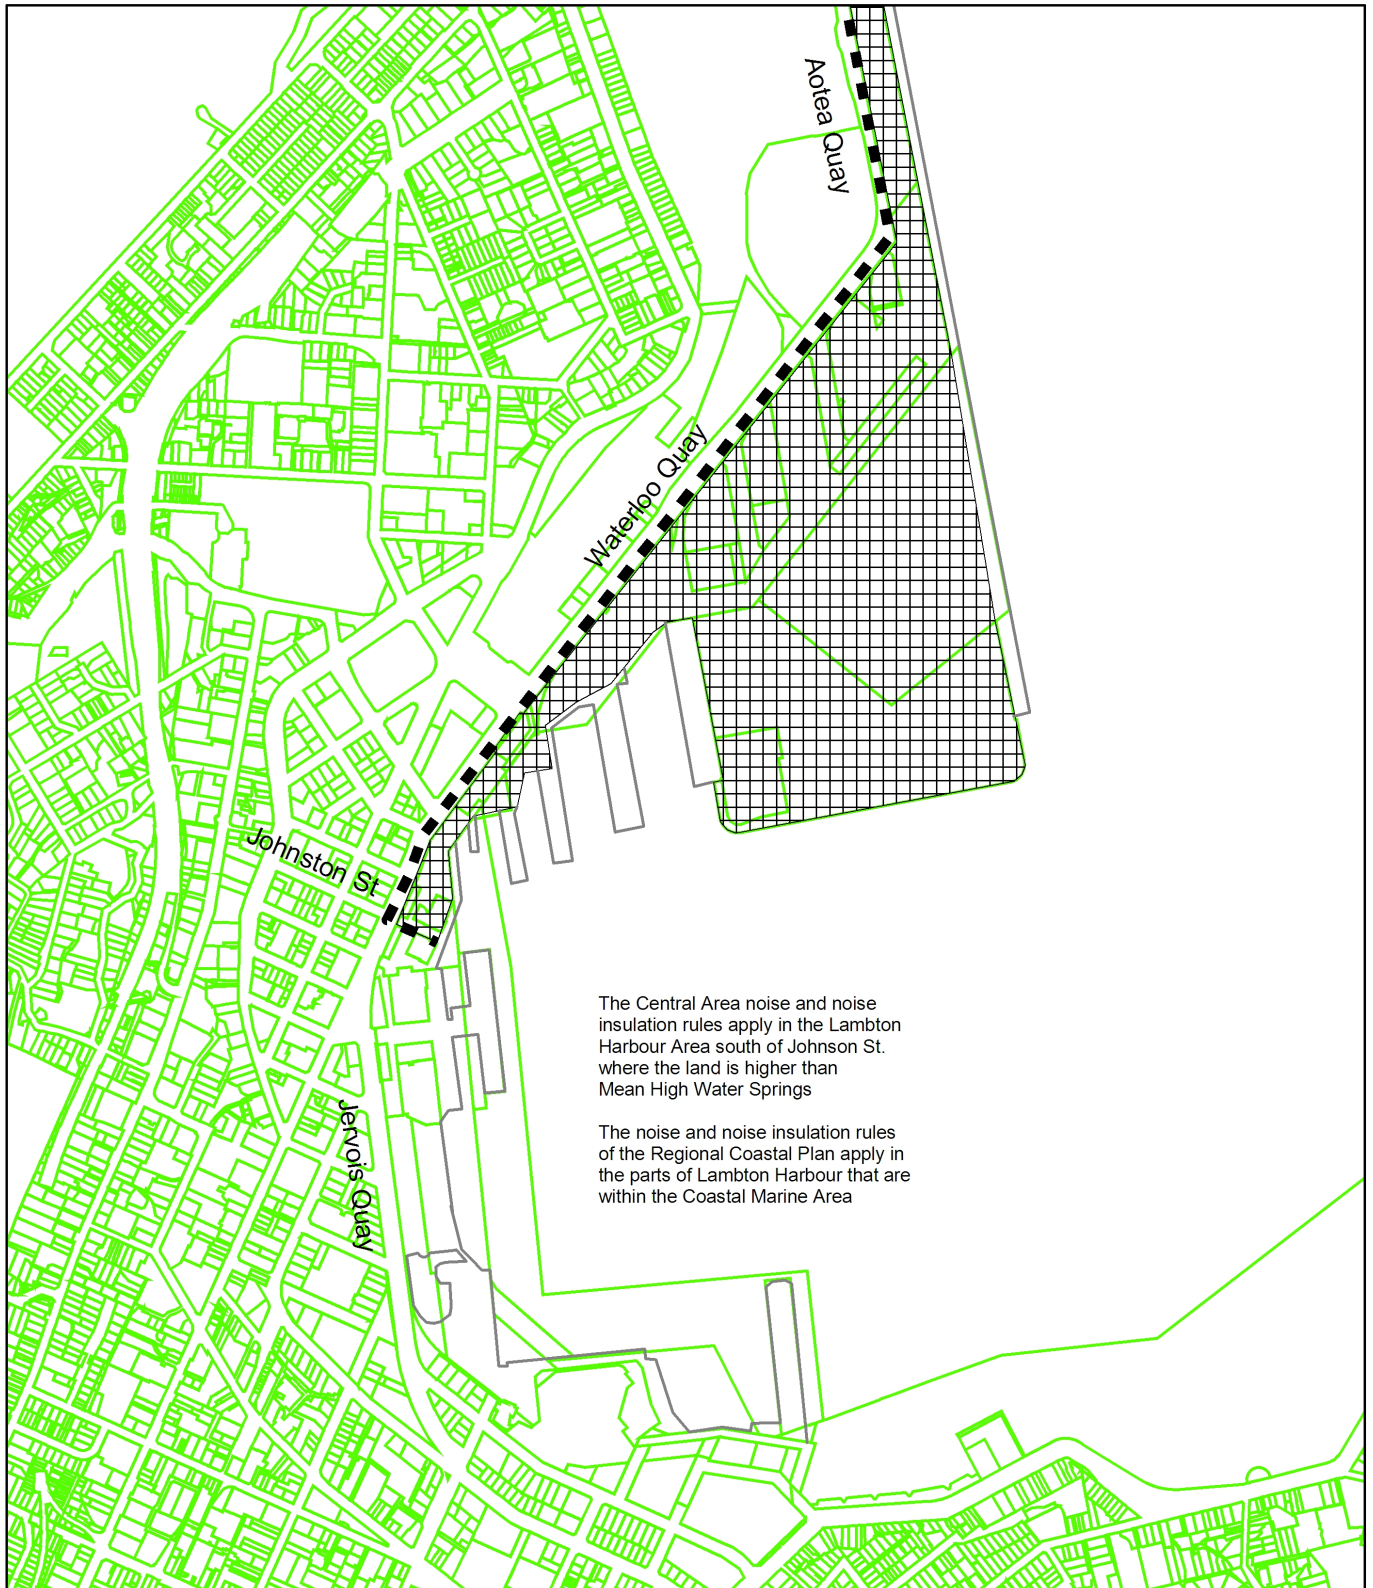 Aotea Quay
Waterloo Quay
Johnston St
The Central Area noise and noise
insulation rules apply in the Lambton
Harbour Area south of Johnson St.
where the land is higher than
Mean High Water Springs
The noise and noise insulation rules
of the Regional Coastal Plan apply in
the parts of Lambton Harbour that are
within the Coastal Marine Area
Jervois Quay